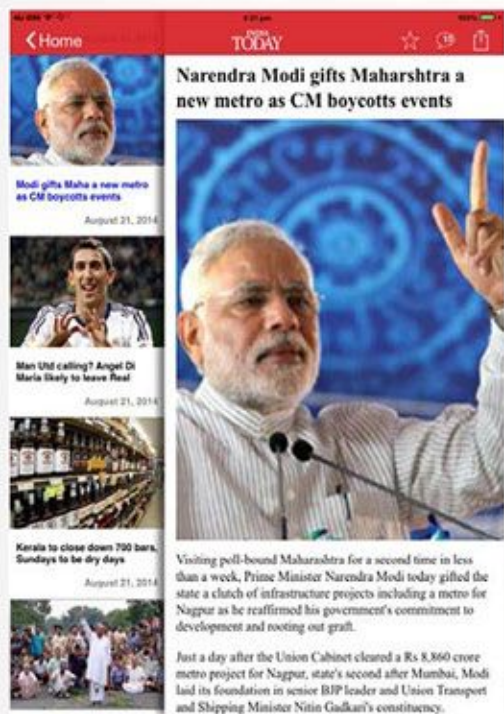 8:21 pm
100%
Home
INDIA
TODAY
18
Modi gifts Maha a new metro
as CM boycotts events
August 21, 2014
Man Utd calling? Angel Di
Maria likely to leave Real
August 21, 2014
Kerala to close down 700 bars,
Sundays to be dry days
August 21, 2014
Narendra Modi gifts Maharshtra a
new metro as CM boycotts events
Visiting poll-bound Maharashtra for a second time in less
than a week, Prime Minister Narendra Modi today gifted the
state a clutch of infrastructure projects including a metro for
Nagpur as he reaffirmed his government's commitment to
development and rooting out graft.
Just a day after the Union Cabinet cleared a Rs 8,860 crore
metro project for Nagpur, state's second after Mumbai, Modi
laid its foundation in senior BJP leader and Union Transport
and Shipping Minister Nitin Gadkari's constituency.